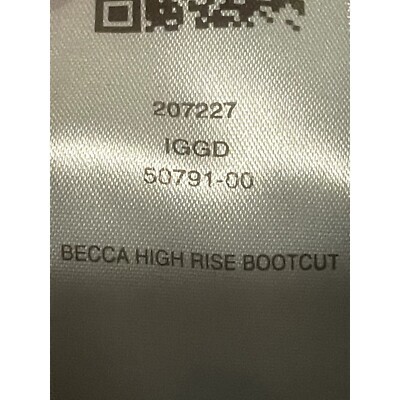 207227
IGGD
50791-00
BECCA HIGH RISE BOOTCUT